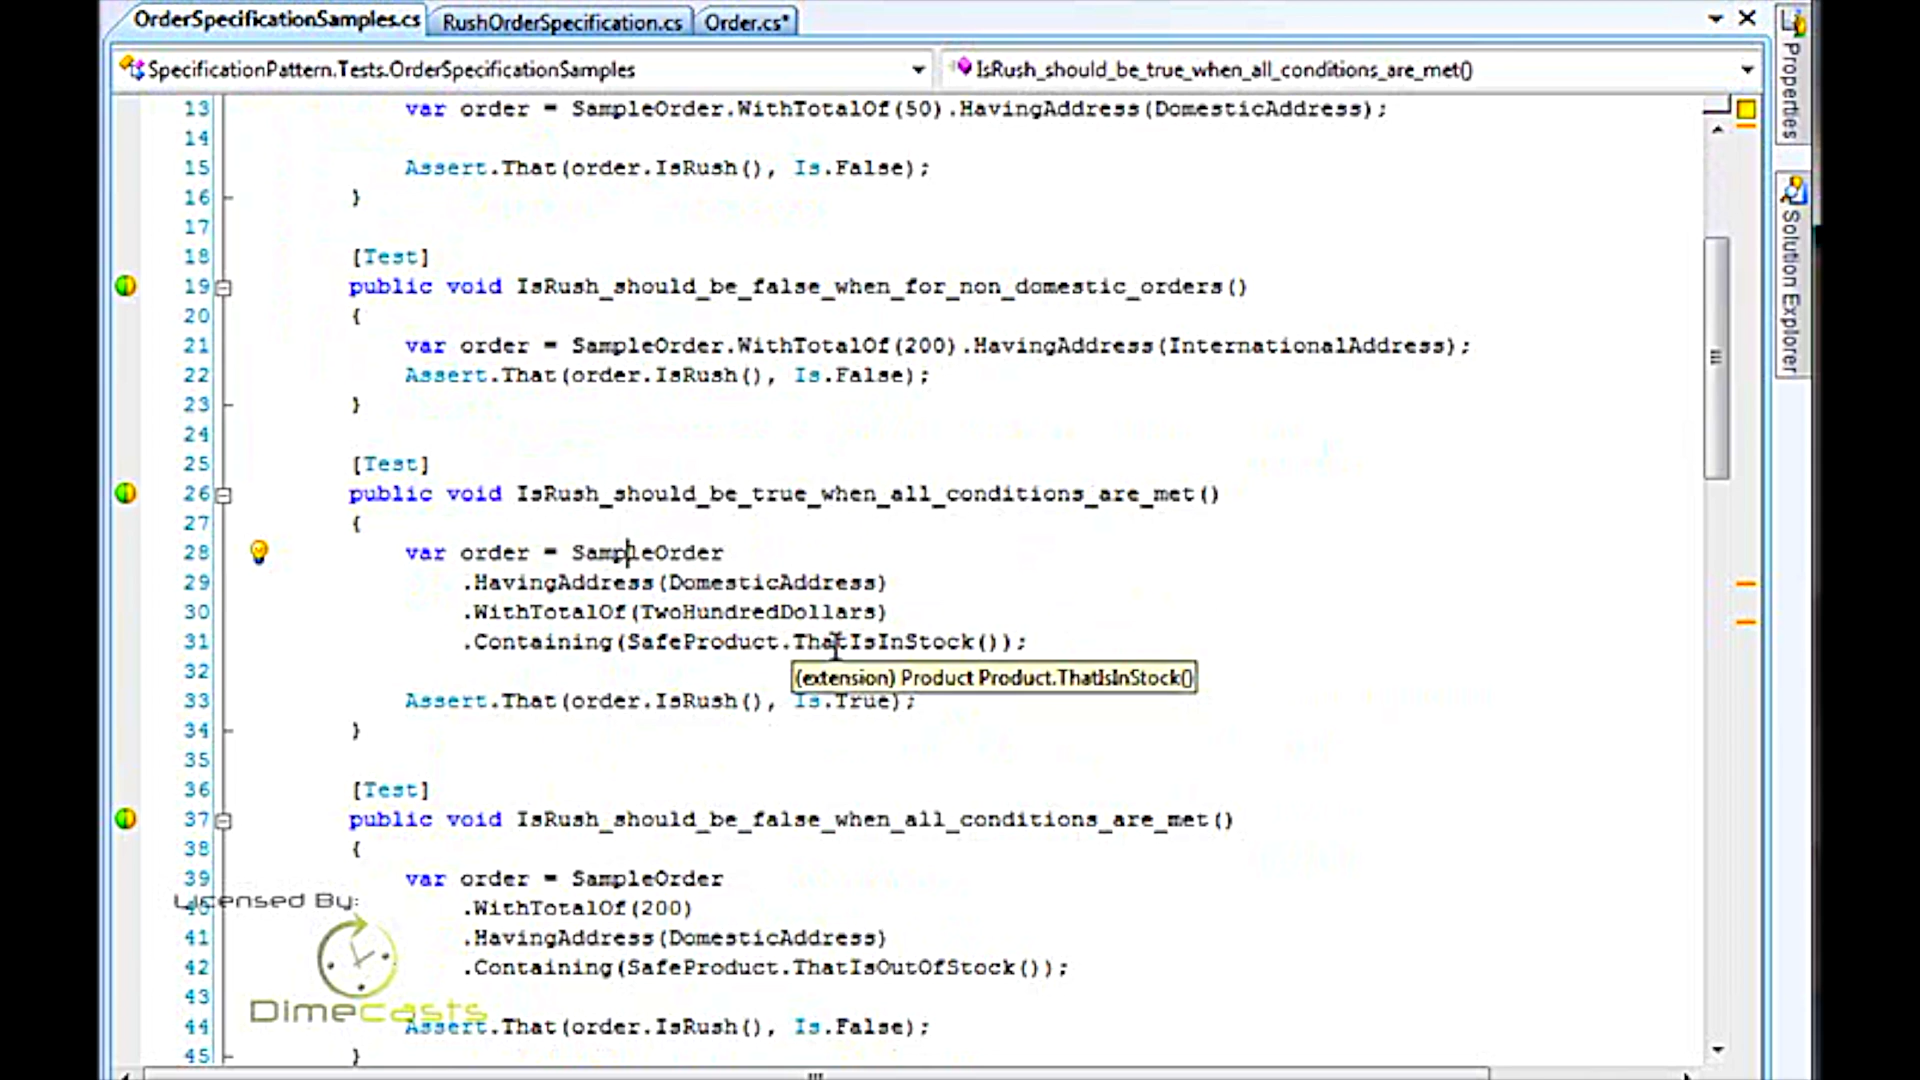 OrderSpecificationSamples.cs RushOrderSpecification.cs Order.cs*
SpecificationPattern.Tests.OrderSpecificationSamples IsRush_should_be_true_when_all_conditions_are_met()
Properties
Solution Explorer
13 var order = SampleOrder.WithTotalOf(50).HavingAddress(DomesticAddress);
14
15 Assert.That(order.IsRush(), Is.False);
16 }
17
18 [Test]
19 public void IsRush_should_be_false_when_for_non_domestic_orders()
20 {
21 var order = SampleOrder.WithTotalOf(200).HavingAddress(InternationalAddress);
22 Assert.That(order.IsRush(), Is.False);
23 }
24
25 [Test]
26 public void IsRush_should_be_true_when_all_conditions_are_met()
27 {
28 var order = SampleOrder
29 .HavingAddress(DomesticAddress)
30 .WithTotalOf(TwoHundredDollars)
31 .Containing(SafeProduct.ThatIsInStock());
32
(extension) Product Product.ThatIsInStock()
33 Assert.That(order.IsRush(), Is.True);
34 }
35
36 [Test]
37 public void IsRush_should_be_false_when_all_conditions_are_met()
38 {
39 var order = SampleOrder
Licensed By:
40 .WithTotalOf(200)
41 .HavingAddress(DomesticAddress)
42 .Containing(SafeProduct.ThatIsOutOfStock());
43
Dimecasts
44 Assert.That(order.IsRush(), Is.False);
45 }